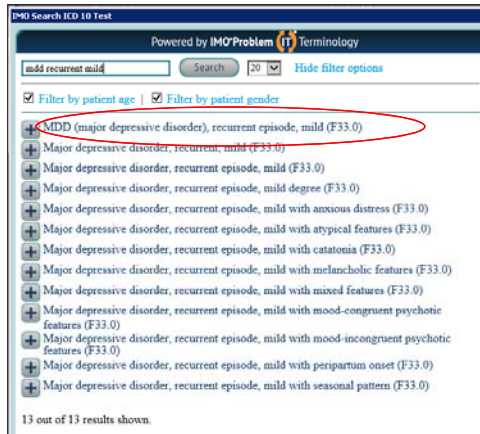 IMO Search ICD 10 Test
Powered by IMO®Problem (IT) Terminology
mdd recurrent mild Search 20 Hide filter options
Filter by patient age | Filter by patient gender
MDD (major depressive disorder), recurrent episode, mild (F33.0)
Major depressive disorder, recurrent, mild (F33.0)
Major depressive disorder, recurrent episode, mild (F33.0)
Major depressive disorder, recurrent episode, mild degree (F33.0)
Major depressive disorder, recurrent episode, mild with anxious distress (F33.0)
Major depressive disorder, recurrent episode, mild with atypical features (F33.0)
Major depressive disorder, recurrent episode, mild with catatonia (F33.0)
Major depressive disorder, recurrent episode, mild with melancholic features (F33.0)
Major depressive disorder, recurrent episode, mild with mixed features (F33.0)
Major depressive disorder, recurrent episode, mild with mood-congruent psychotic
features (F33.0)
Major depressive disorder, recurrent episode, mild with mood-incongruent psychotic
features (F33.0)
Major depressive disorder, recurrent episode, mild with peripartum onset (F33.0)
Major depressive disorder, recurrent episode, mild with seasonal pattern (F33.0)
13 out of 13 results shown.